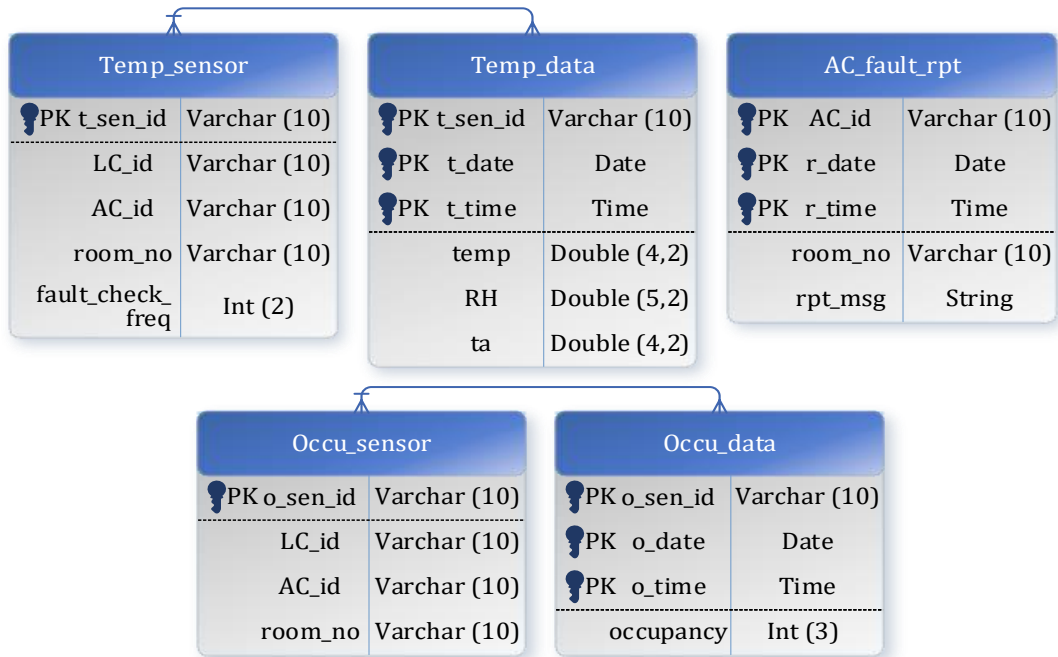 Temp_sensor
PK t_sen_id Varchar (10)
LC_id Varchar (10)
AC_id Varchar (10)
room_no Varchar (10)
fault_check_
freq Int (2)
Temp_data
PK t_sen_id Varchar (10)
PK t_date Date
PK t_time Time
temp Double (4,2)
RH Double (5,2)
ta Double (4,2)
AC_fault_rpt
PK AC_id Varchar (10)
PK r_date Date
PK r_time Time
room_no Varchar (10)
rpt_msg String
Occu_sensor
PK o_sen_id Varchar (10)
LC_id Varchar (10)
AC_id Varchar (10)
room_no Varchar (10)
Occu_data
PK o_sen_id Varchar (10)
PK o_date Date
PK o_time Time
occupancy Int (3)